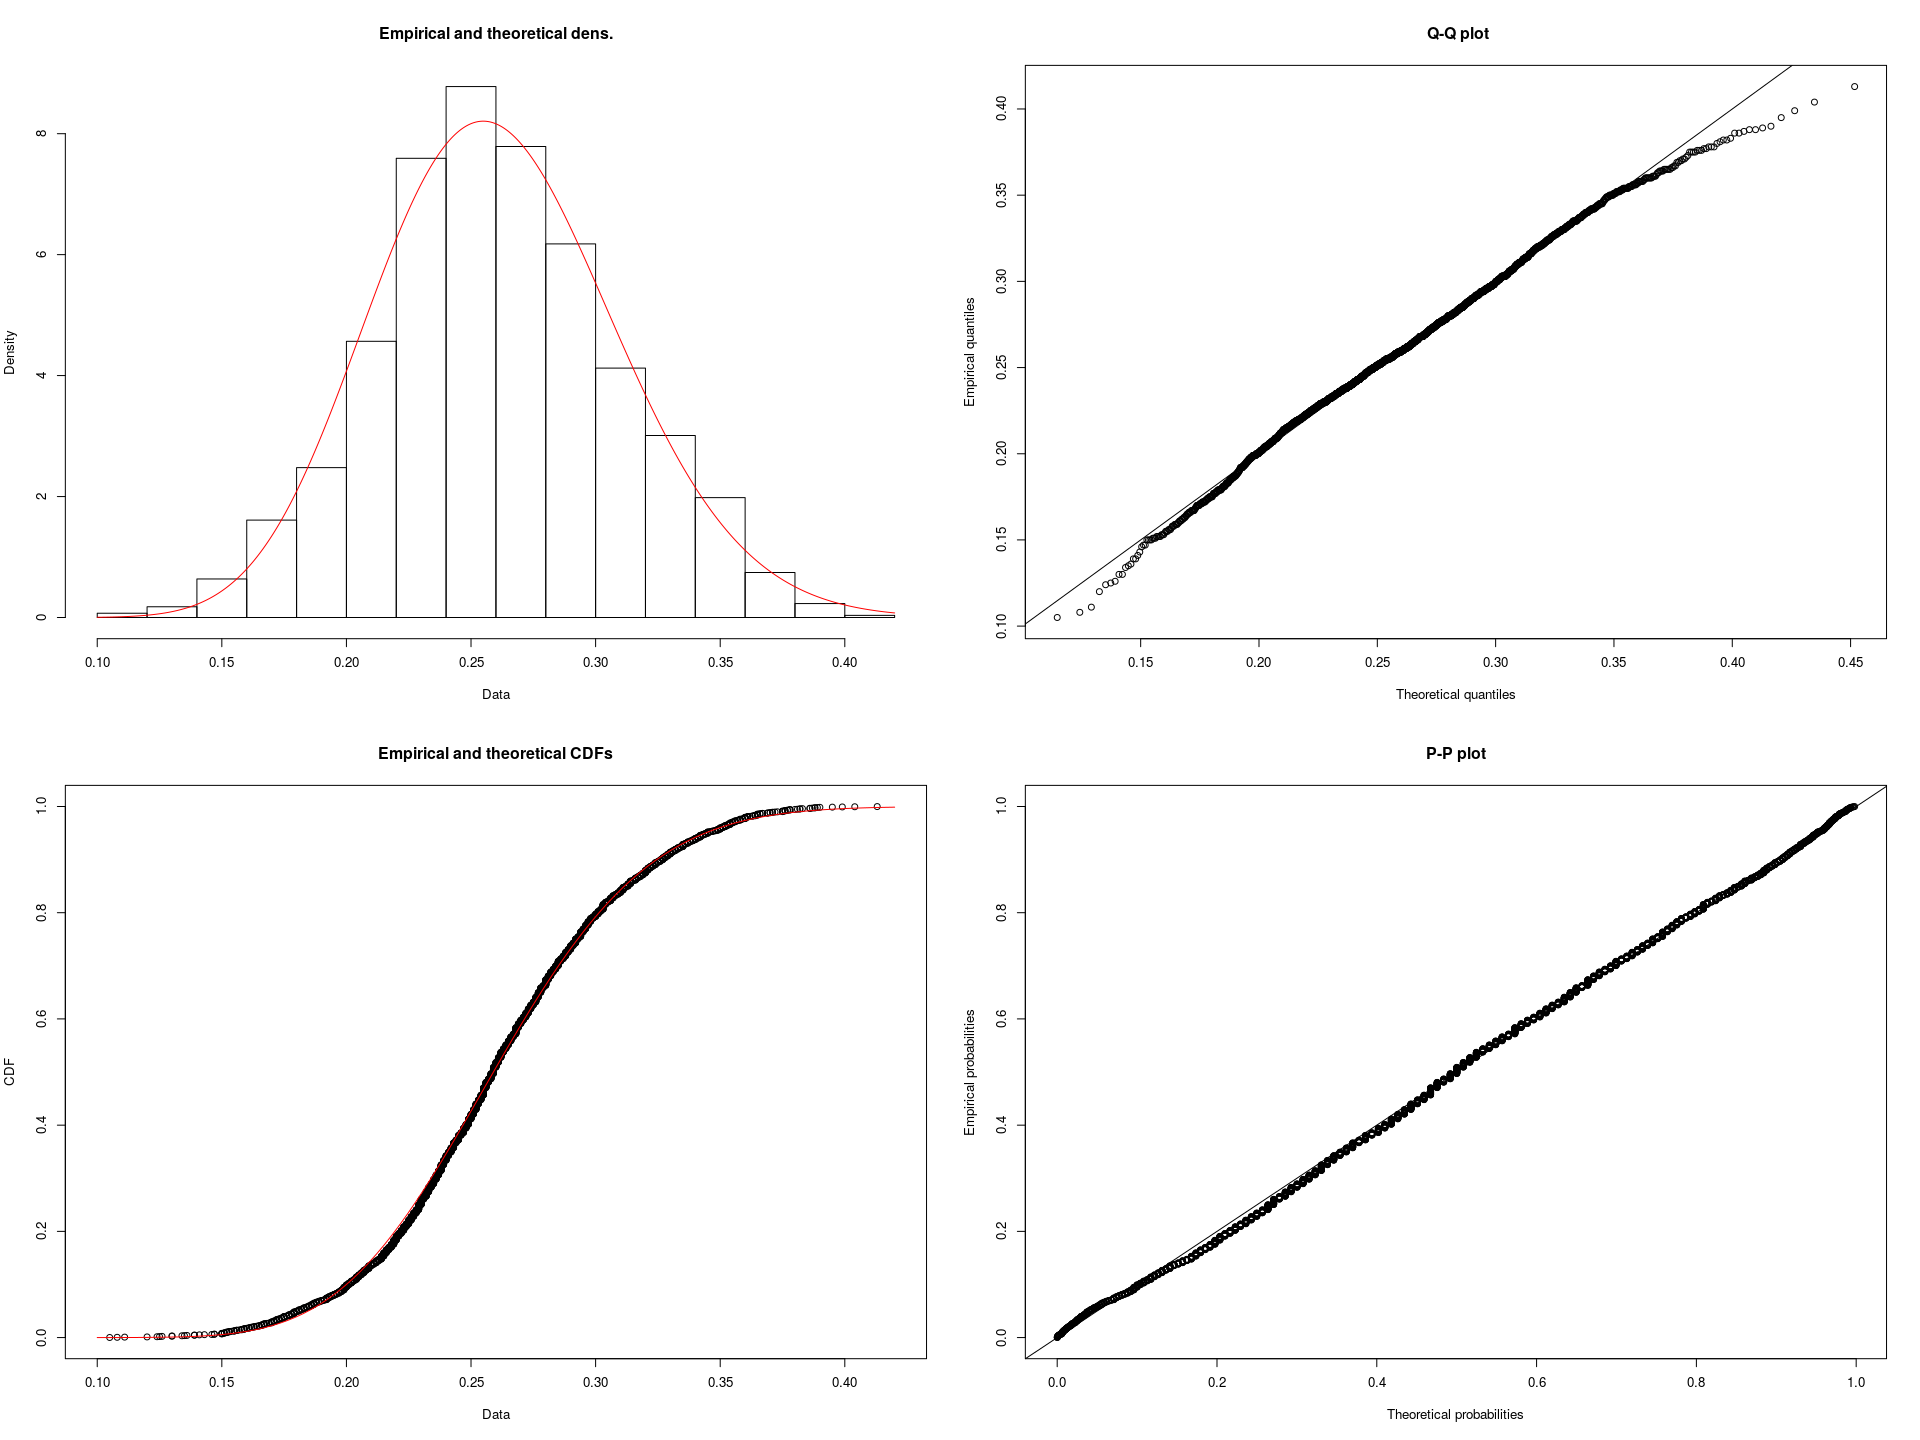 Empirical and theoretical dens.
Density
0 2 4 6 8
0.10 0.15 0.20 0.25 0.30 0.35 0.40
Data
Q-Q plot
Empirical quantiles
0.10 0.15 0.20 0.25 0.30 0.35 0.40
0.15 0.20 0.25 0.30 0.35 0.40 0.45
Theoretical quantiles
Empirical and theoretical CDFs
CDF
0.0 0.2 0.4 0.6 0.8 1.0
0.10 0.15 0.20 0.25 0.30 0.35 0.40
Data
P-P plot
Empirical probabilities
0.0 0.2 0.4 0.6 0.8 1.0
0.0 0.2 0.4 0.6 0.8 1.0
Theoretical probabilities